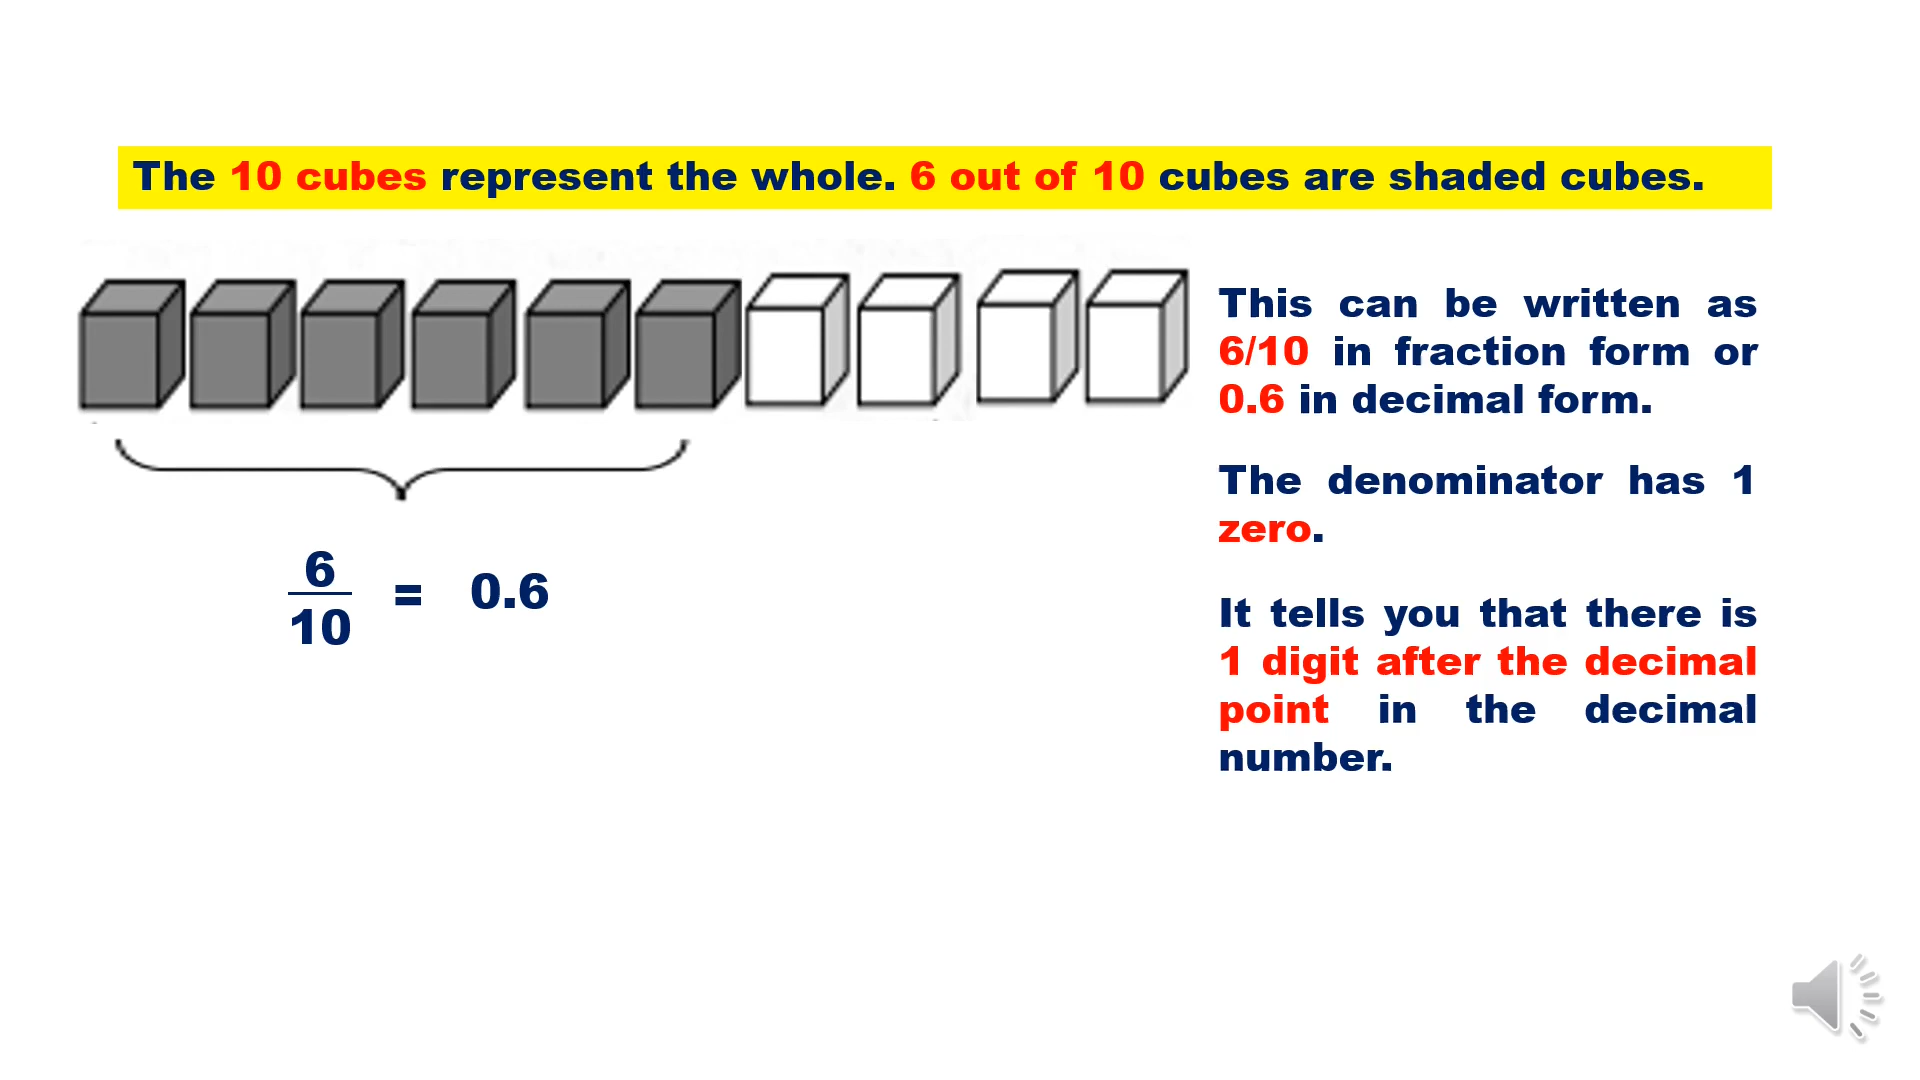 The 10 cubes represent the whole. 6 out of 10 cubes are shaded cubes.
This can be written as
6/10 in fraction form or
0.6 in decimal form.
The denominator has 1
zero.
It tells you that there is
1 digit after the decimal
point in the decimal
number.
6
10
= 0.6